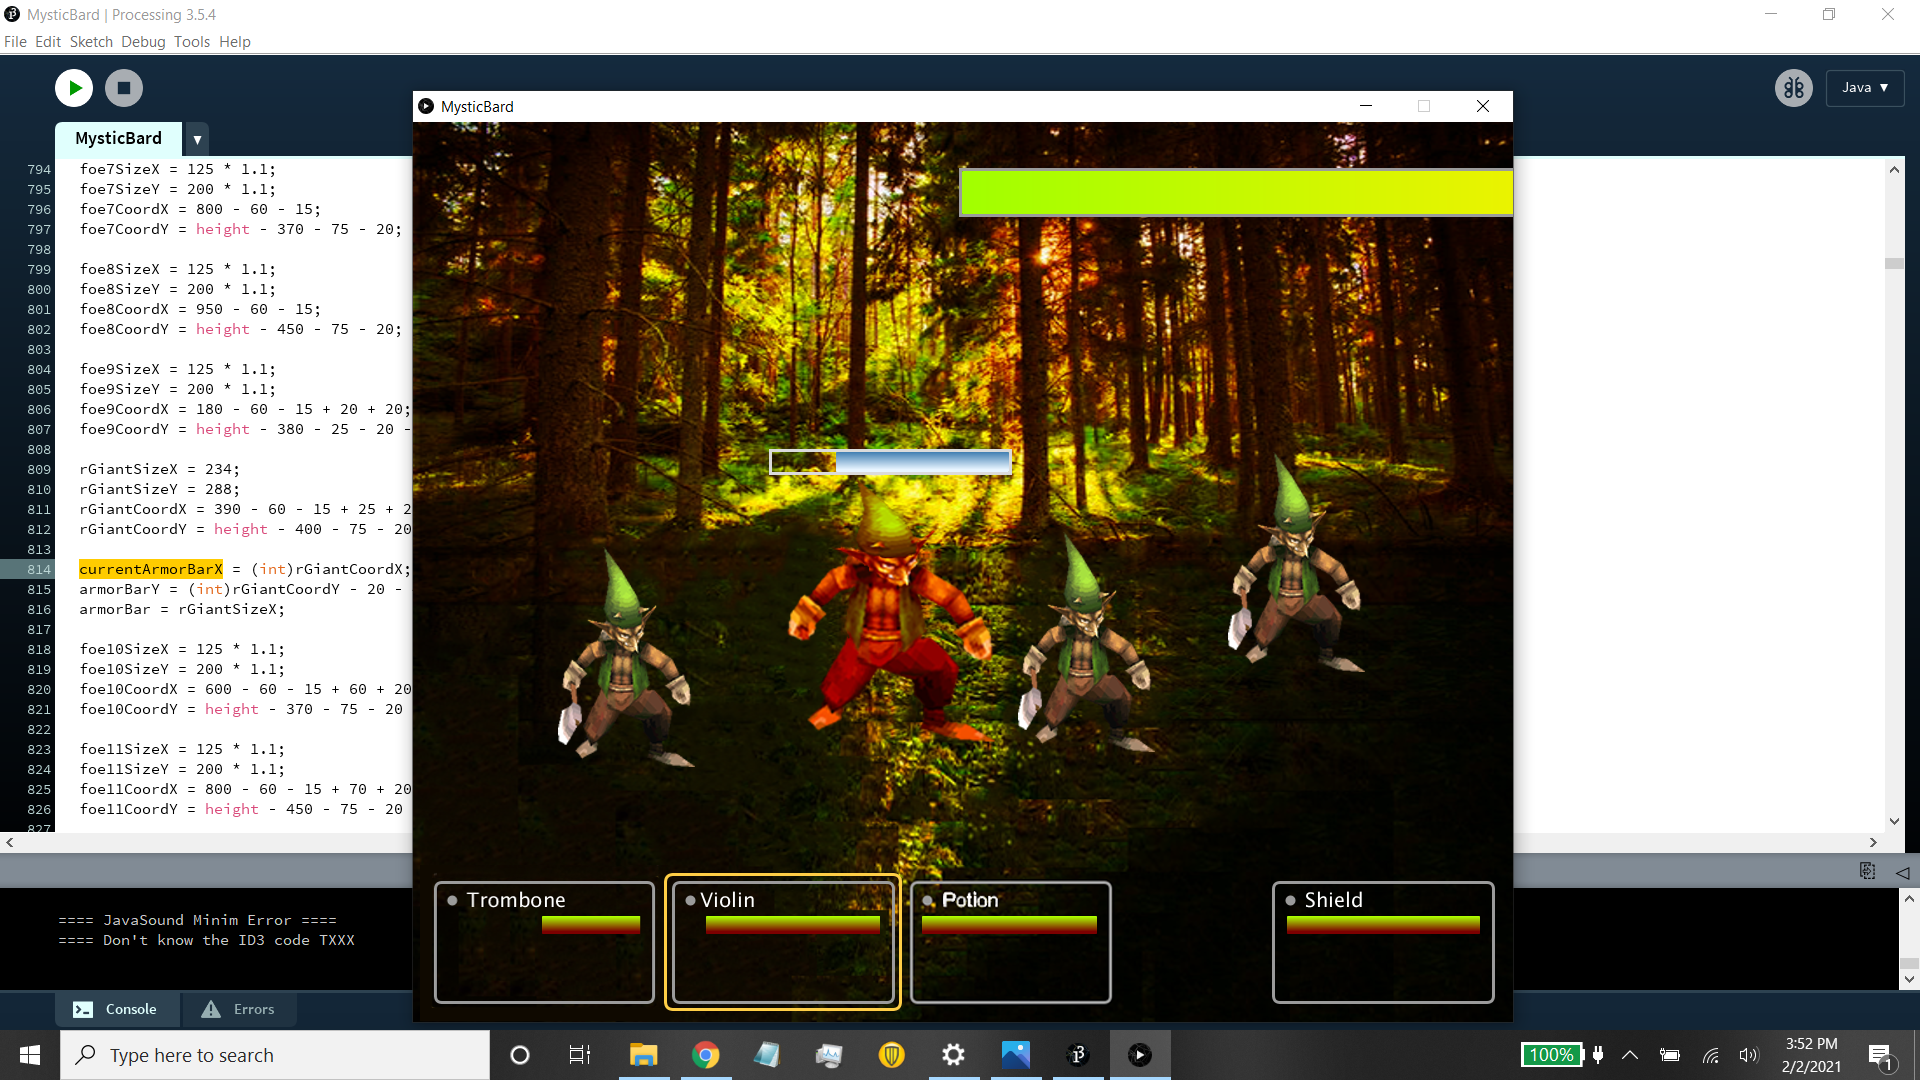 MysticBard | Processing 3.5.4
File Edit Sketch Debug Tools Help
Java ▼
MysticBard
MysticBard
794 foe7SizeX = 125 * 1.1;
795 foe7SizeY = 200 * 1.1;
796 foe7CoordX = 800 - 60 - 15;
797 foe7CoordY = height - 370 - 75 - 20;
798
799 foe8SizeX = 125 * 1.1;
800 foe8SizeY = 200 * 1.1;
801 foe8CoordX = 950 - 60 - 15;
802 foe8CoordY = height - 450 - 75 - 20;
803
804 foe9SizeX = 125 * 1.1;
805 foe9SizeY = 200 * 1.1;
806 foe9CoordX = 180 - 60 - 15 + 20 + 20;
807 foe9CoordY = height - 380 - 25 - 20 -
808
809 rGiantSizeX = 234;
810 rGiantSizeY = 288;
811 rGiantCoordX = 390 - 60 - 15 + 25 + 2
812 rGiantCoordY = height - 400 - 75 - 20
813
814 currentArmorBarX = (int)rGiantCoordX;
815 armorBarY = (int)rGiantCoordY - 20 -
816 armorBar = rGiantSizeX;
817
818 foe10SizeX = 125 * 1.1;
819 foe10SizeY = 200 * 1.1;
820 foe10CoordX = 600 - 60 - 15 + 60 + 20
821 foe10CoordY = height - 370 - 75 - 20
822
823 foe11SizeX = 125 * 1.1;
824 foe11SizeY = 200 * 1.1;
825 foe11CoordX = 800 - 60 - 15 + 70 + 20
826 foe11CoordY = height - 450 - 75 - 20
827
Trombone
Violin
Potion
Shield
==== JavaSound Minim Error ====
==== Don't know the ID3 code TXXX
Console
Errors
Type here to search
100%
3:52 PM
2/2/2021
1